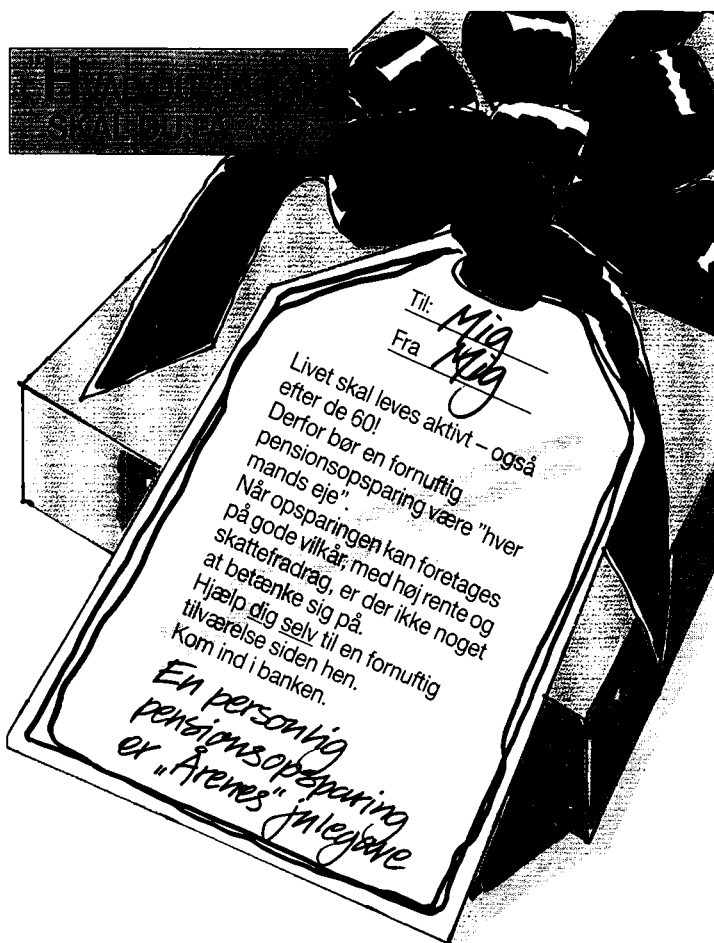 SKAL DU FÅ
Til: Mig
Fra Mig
Livet skal leves aktivt – også
efter de 60!
Derfor bør en fornuftig
pensionsopsparing være "hver
mands eje".
Når opsparingen kan foretages
på gode vilkår, med høj rente og
skattefradrag, er der ikke noget
at betænke sig på.
Hjælp dig selv til en fornuftig
tilværelse siden hen.
Kom ind i banken.
En personlig
pensionsopsparing
er „Årenes” julegave